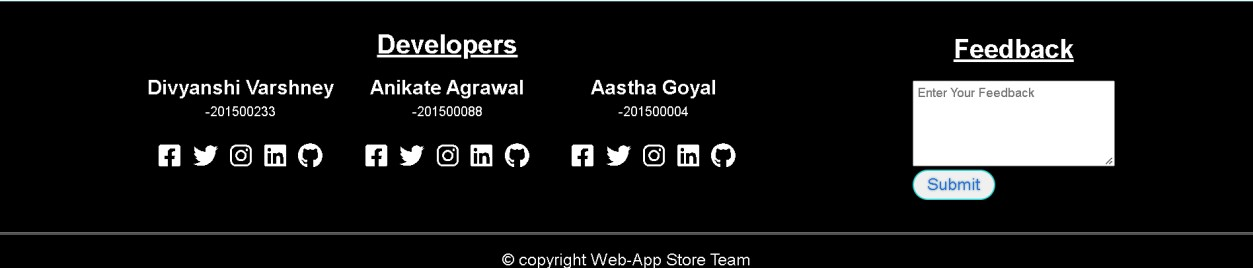 Developers
Divyanshi Varshney
-201500233
Anikate Agrawal
-201500088
Aastha Goyal
-201500004
Feedback
Enter Your Feedback
Submit
© copyright Web-App Store Team